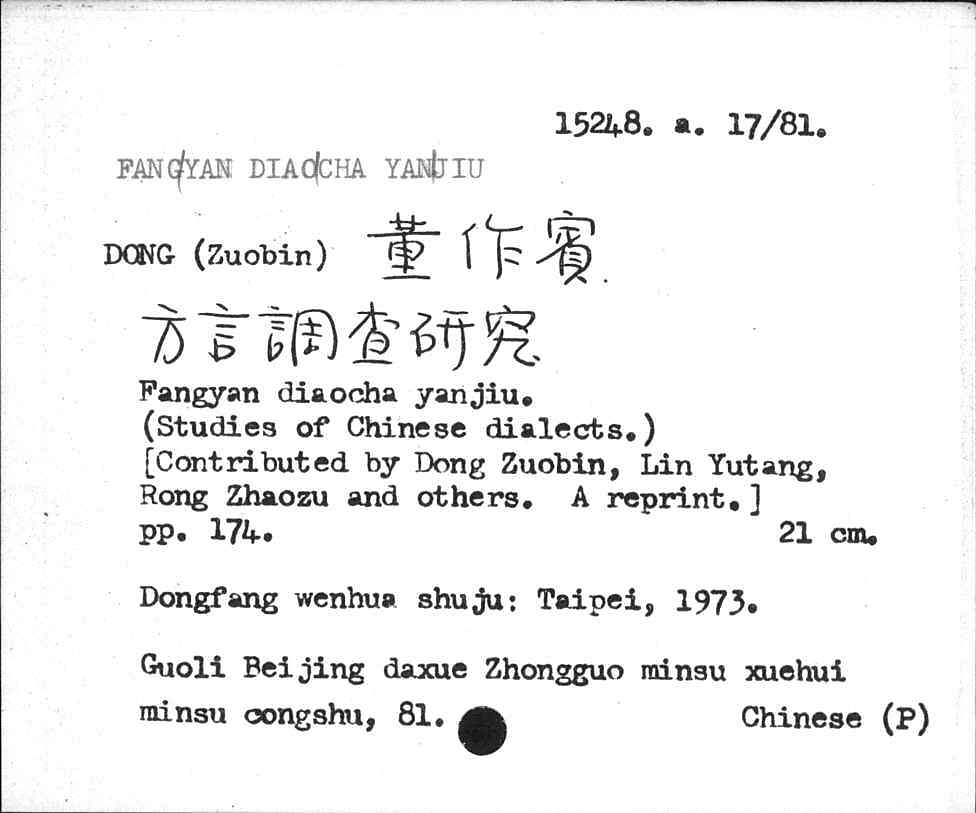 15248. a. 17/81.
FANGYAN DIAOCHA YANJIU
DONG (Zuobin) 董作賓
方言調查研究
Fangyan diaocha yanjiu.
(Studies of Chinese dialects.)
[Contributed by Dong Zuobin, Lin Yutang,
Rong Zhaozu and others. A reprint.]
pp. 174. 21 cm.
Dongfang wenhua shuju: Taipei, 1973.
Guoli Beijing daxue Zhongguo minsu xuehui
minsu congshu, 81. Chinese (P)